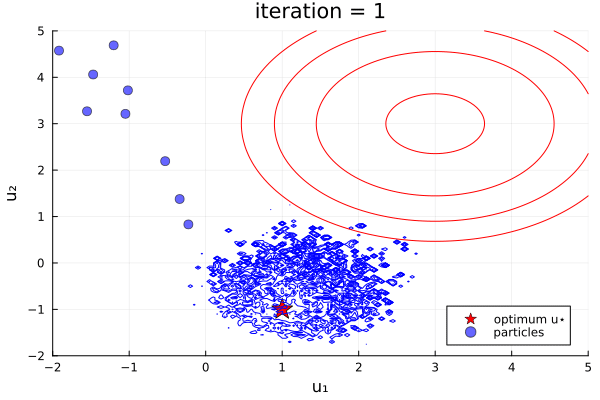 iteration = 1
5
4
3
2
1
0
−1
−2
u₂
−2 −1 0 1 2 3 4 5
u₁
optimum u⋆
particles